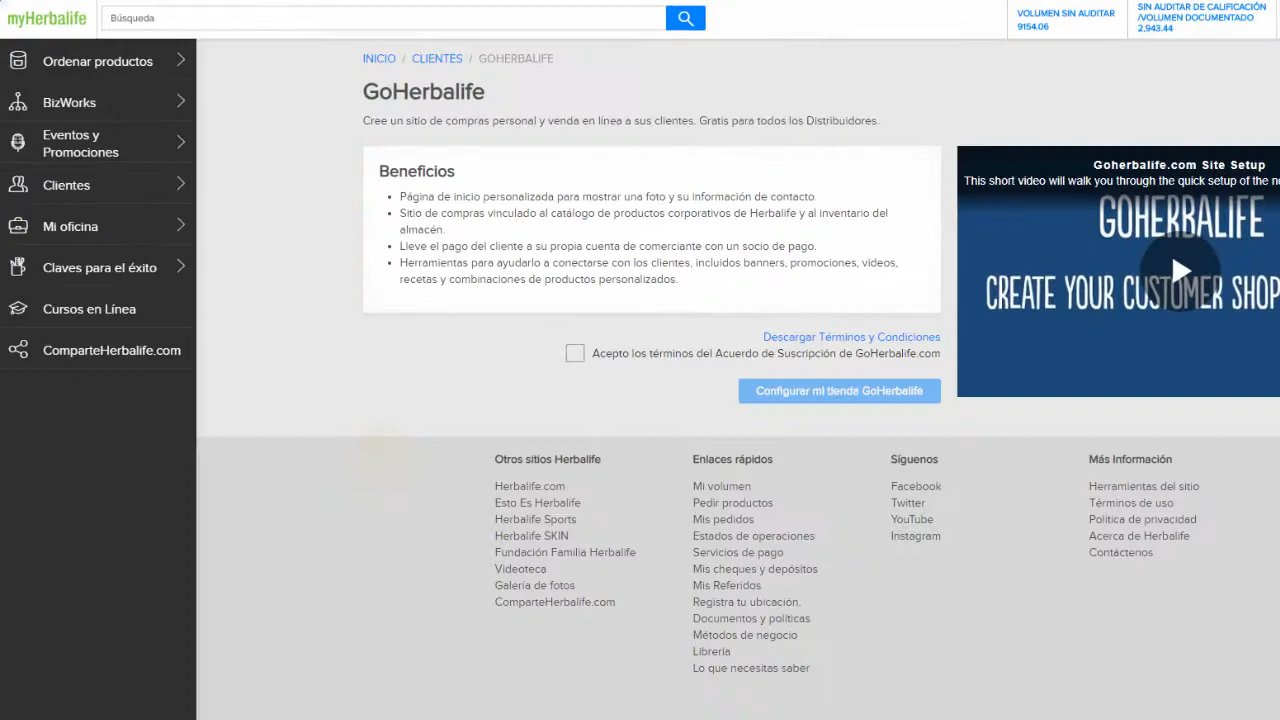 myHerbalife
Búsqueda
VOLUMEN SIN AUDITAR
9154.06
SIN AUDITAR DE CALIFICACIÓN
/VOLUMEN DOCUMENTADO
2,943.44
Ordenar productos
BizWorks
Eventos y
Promociones
Clientes
Mi oficina
Claves para el éxito
Cursos en Línea
ComparteHerbalife.com
INICIO / CLIENTES / GOHERBALIFE
GoHerbalife
Cree un sitio de compras personal y venda en línea a sus clientes. Gratis para todos los Distribuidores.
Beneficios
• Página de inicio personalizada para mostrar una foto y su información de contacto.
• Sitio de compras vinculado al catálogo de productos corporativos de Herbalife y al inventario del
almacén.
• Lleve el pago del cliente a su propia cuenta de comerciante con un socio de pago.
• Herramientas para ayudarlo a conectarse con los clientes, incluidos banners, promociones, videos,
recetas y combinaciones de productos personalizados.
Descargar Términos y Condiciones
Acepto los términos del Acuerdo de Suscripción de GoHerbalife.com
Configurar mi tienda GoHerbalife
Goherbalife.com Site Setup
This short video will walk you through the quick setup of the
GOHERBALIFE
CREATE YOUR CUSTOMER SHOP
Otros sitios Herbalife
Herbalife.com
Esto Es Herbalife
Herbalife Sports
Herbalife SKIN
Fundación Familia Herbalife
Videoteca
Galería de fotos
ComparteHerbalife.com
Enlaces rápidos
Mi volumen
Pedir productos
Mis pedidos
Estados de operaciones
Servicios de pago
Mis cheques y depósitos
Mis Referidos
Registra tu ubicación.
Documentos y políticas
Métodos de negocio
Librería
Lo que necesitas saber
Síguenos
Facebook
Twitter
YouTube
Instagram
Más Información
Herramientas del sitio
Términos de uso
Política de privacidad
Acerca de Herbalife
Contáctenos